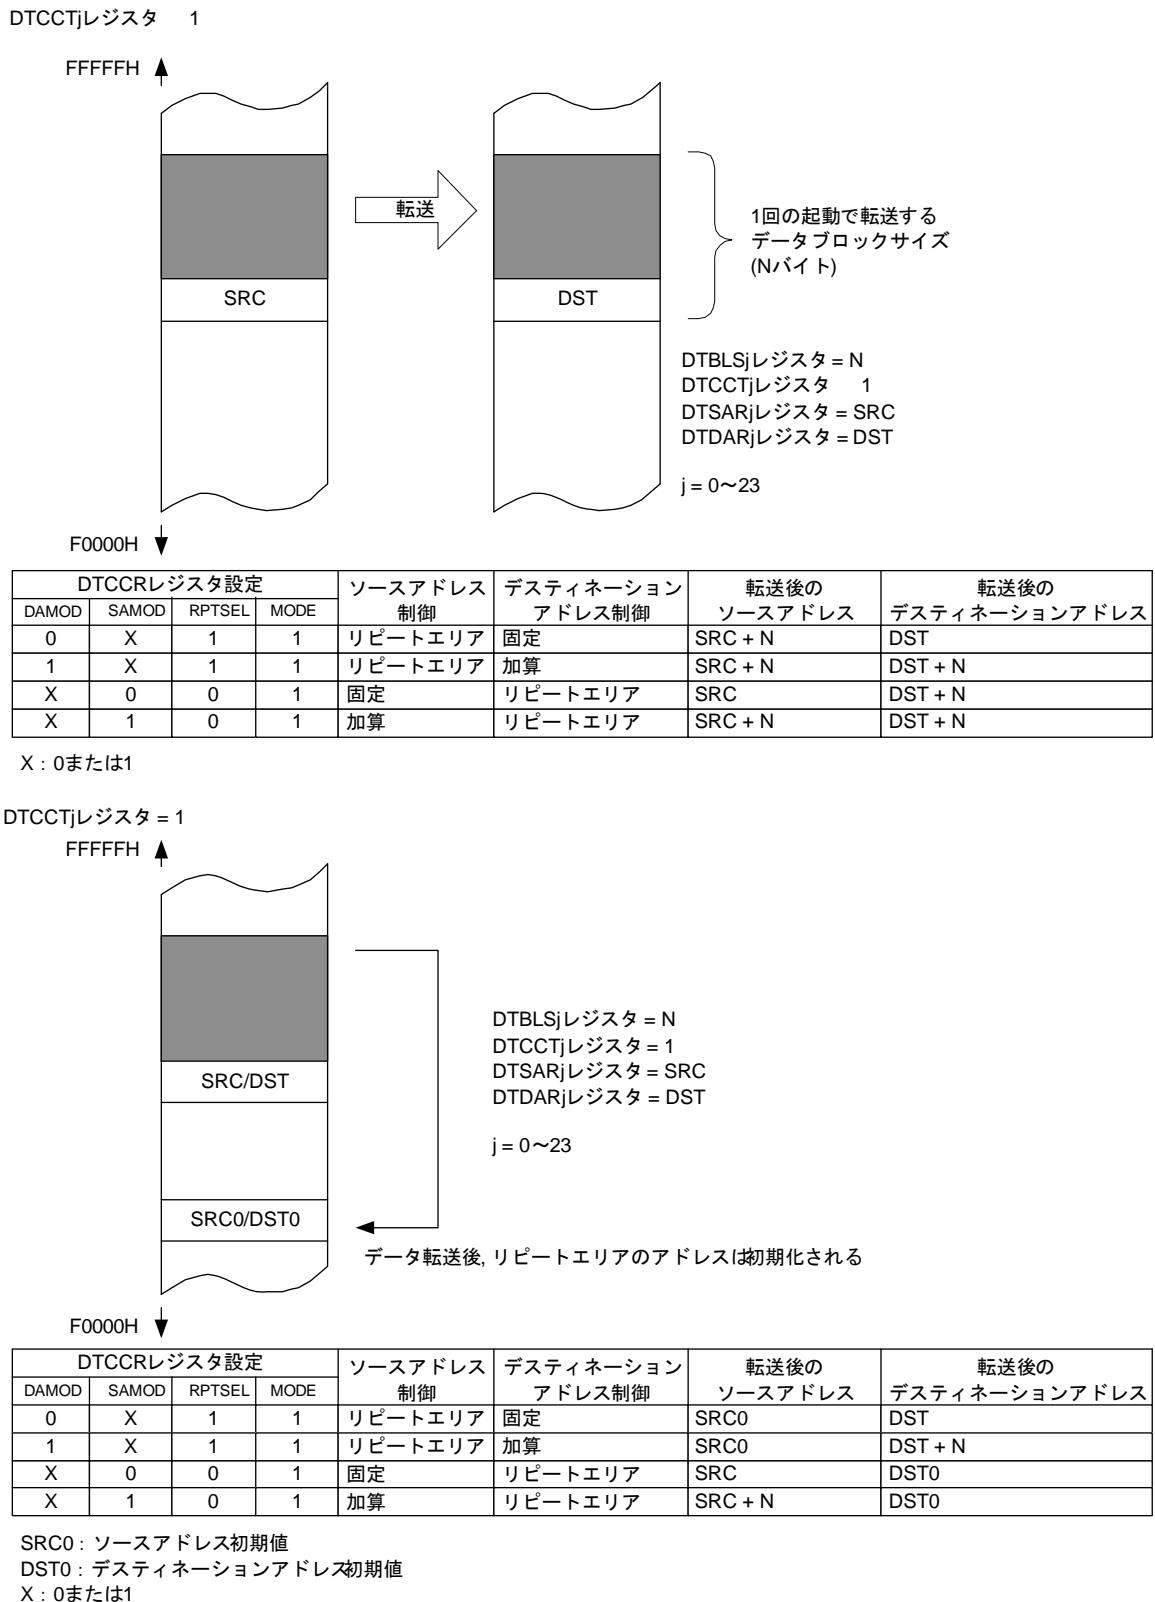 DTCCTjレジスタ 1
FFFFFH
転送
1回の起動で転送する
データブロックサイズ
(Nバイト)
SRC
DST
DTBLSjレジスタ = N
DTCCTjレジスタ 1
DTSARjレジスタ = SRC
DTDARjレジスタ = DST
j = 0〜23
F0000H
DTCCRレジスタ設定 ソースアドレス制御 デスティネーションアドレス制御 転送後のソースアドレス 転送後のデスティネーションアドレス
DAMOD SAMOD RPTSEL MODE
0 X 1 1 リピートエリア 固定 SRC + N DST
1 X 1 1 リピートエリア 加算 SRC + N DST + N
X 0 0 1 固定 リピートエリア SRC DST + N
X 1 0 1 加算 リピートエリア SRC + N DST + N
X : 0または1
DTCCTjレジスタ = 1
FFFFFH
DTBLSjレジスタ = N
DTCCTjレジスタ = 1
DTSARjレジスタ = SRC
DTDARjレジスタ = DST
j = 0〜23
SRC/DST
SRC0/DST0
データ転送後, リピートエリアのアドレスは初期化される
F0000H
DTCCRレジスタ設定 ソースアドレス制御 デスティネーションアドレス制御 転送後のソースアドレス 転送後のデスティネーションアドレス
DAMOD SAMOD RPTSEL MODE
0 X 1 1 リピートエリア 固定 SRC0 DST
1 X 1 1 リピートエリア 加算 SRC0 DST + N
X 0 0 1 固定 リピートエリア SRC DST0
X 1 0 1 加算 リピートエリア SRC + N DST0
SRC0 : ソースアドレス初期値
DST0 : デスティネーションアドレス初期値
X : 0または1